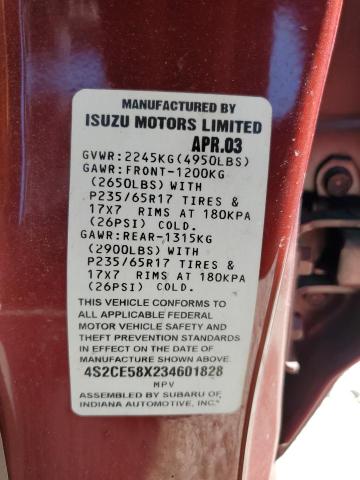 MANUFACTURED BY
ISUZU MOTORS LIMITED
APR.03
GVWR:2245KG(4950LBS)
GAWR:FRONT-1200KG
(2650LBS) WITH
P235/65R17 TIRES &
17X7 RIMS AT 180KPA
(26PSI) COLD.
GAWR:REAR-1315KG
(2900LBS) WITH
P235/65R17 TIRES &
17X7 RIMS AT 180KPA
(26PSI) COLD.
THIS VEHICLE CONFORMS TO
ALL APPLICABLE FEDERAL
MOTOR VEHICLE SAFETY AND
THEFT PREVENTION STANDARDS
IN EFFECT ON THE DATE OF
MANUFACTURE SHOWN ABOVE.
4S2CE58X234601828
MPV
ASSEMBLED BY SUBARU OF
INDIANA AUTOMOTIVE, INC.